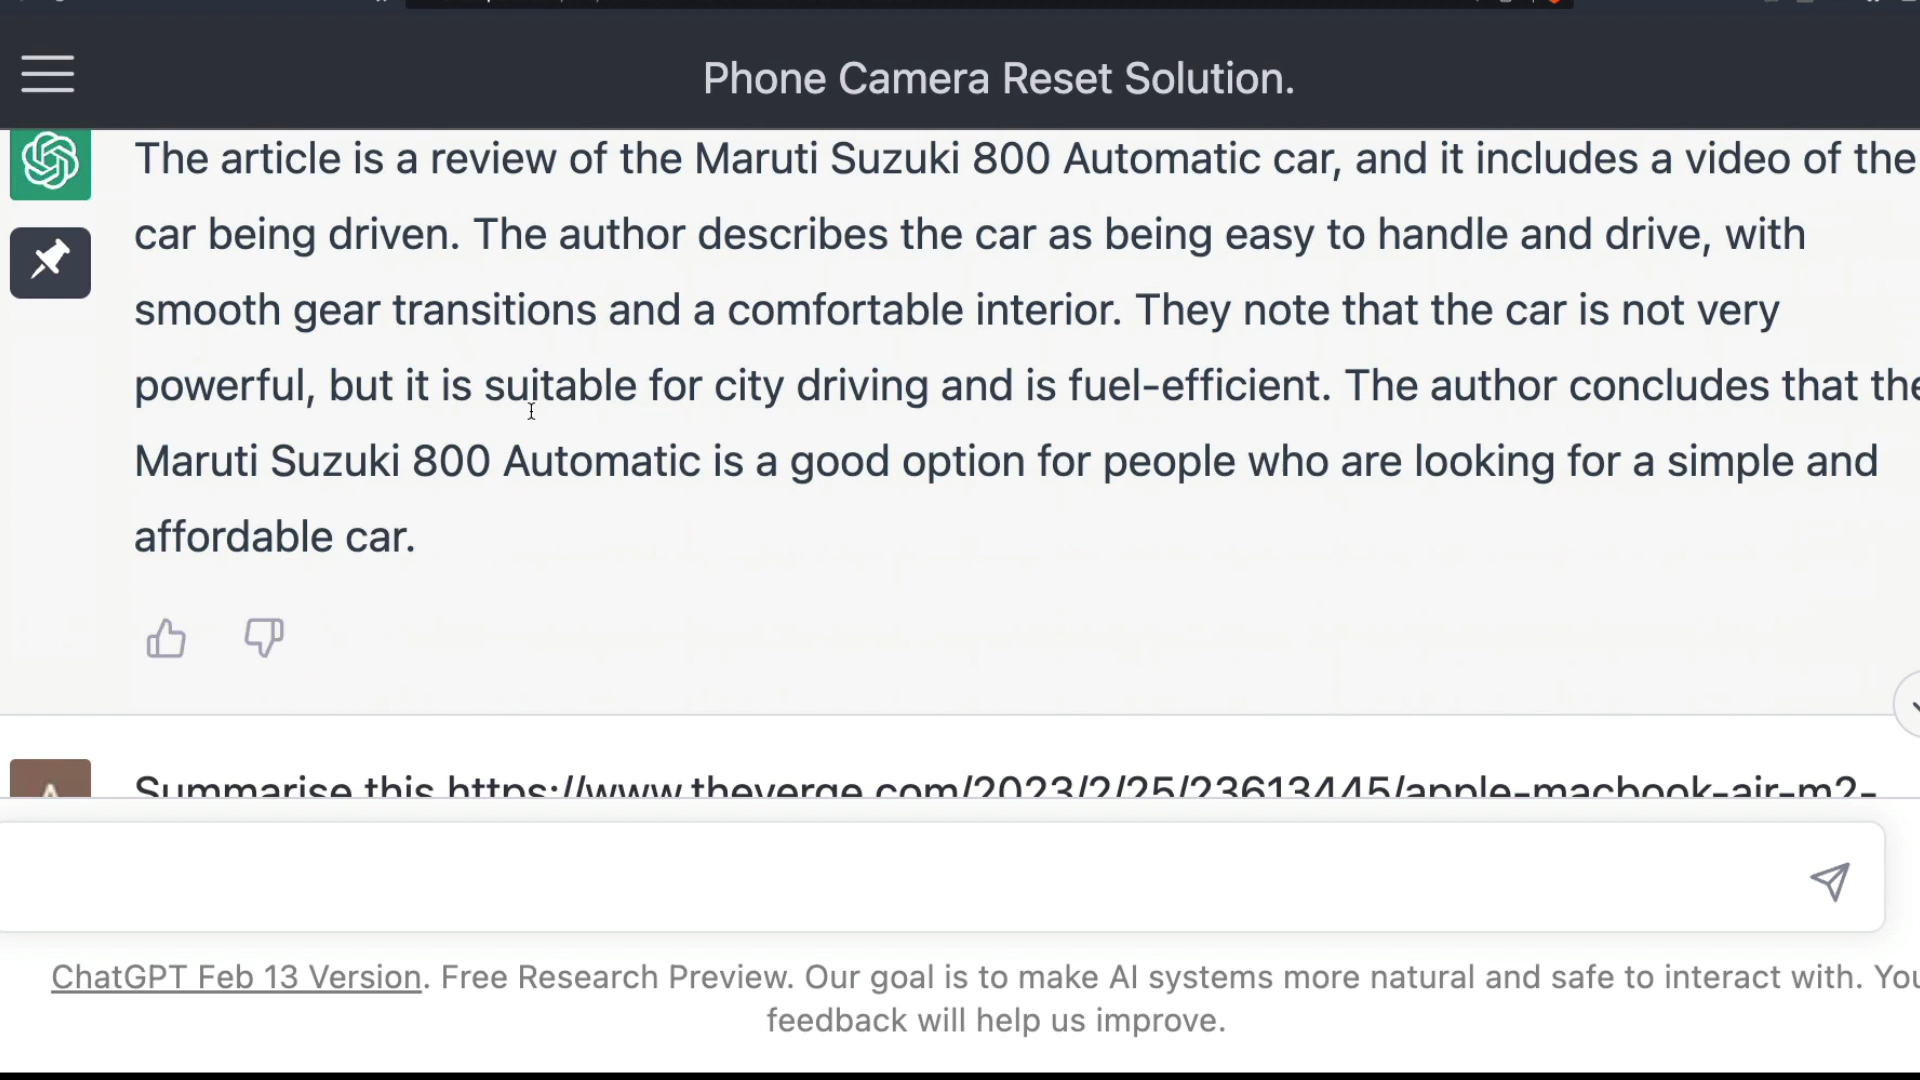 Phone Camera Reset Solution.
The article is a review of the Maruti Suzuki 800 Automatic car, and it includes a video of the
car being driven. The author describes the car as being easy to handle and drive, with
smooth gear transitions and a comfortable interior. They note that the car is not very
powerful, but it is suitable for city driving and is fuel-efficient. The author concludes that the
Maruti Suzuki 800 Automatic is a good option for people who are looking for a simple and
affordable car.
A
Summarise this https://www.theverge.com/2023/2/25/23613445/apple-macbook-air-m2-
ChatGPT Feb 13 Version. Free Research Preview. Our goal is to make AI systems more natural and safe to interact with. You
feedback will help us improve.